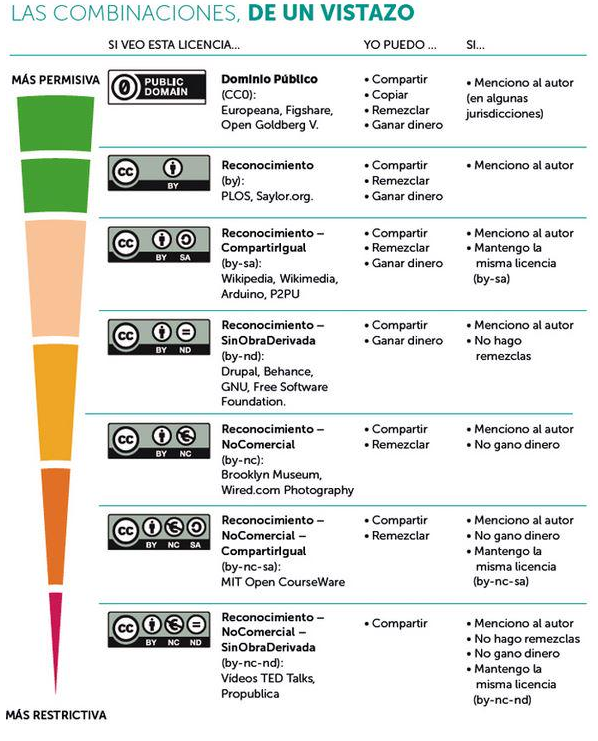 LAS COMBINACIONES, DE UN VISTAZO
SI VEO ESTA LICENCIA... YO PUEDO ... SI...
MÁS PERMISIVA
PUBLIC
DOMAIN
Dominio Público
(CC0):
Europeana, Figshare,
Open Goldberg V.
• Compartir
• Copiar
• Remezclar
• Ganar dinero
• Menciono al autor
(en algunas
jurisdicciones)
cc
BY
Reconocimiento
(by):
PLOS, Saylor.org.
• Compartir
• Remezclar
• Ganar dinero
• Menciono al autor
cc
BY SA
Reconocimiento –
CompartirIgual
(by-sa):
Wikipedia, Wikimedia,
Arduino, P2PU
• Compartir
• Remezclar
• Ganar dinero
• Menciono al autor
• Mantengo la
misma licencia
(by-sa)
cc
BY ND
Reconocimiento –
SinObraDerivada
(by-nd):
Drupal, Behance,
GNU, Free Software
Foundation.
• Compartir
• Ganar dinero
• Menciono al autor
• No hago
remezclas
cc
BY NC
Reconocimiento –
NoComercial
(by-nc):
Brooklyn Museum,
Wired.com Photography
• Compartir
• Remezclar
• Menciono al autor
• No gano dinero
cc
BY NC SA
Reconocimiento –
NoComercial –
CompartirIgual
(by-nc-sa):
MIT Open CourseWare
• Compartir
• Remezclar
• Menciono al autor
• No gano dinero
• Mantengo la
misma licencia
(by-nc-sa)
cc
BY NC ND
Reconocimiento –
NoComercial –
SinObraDerivada
(by-nc-nd):
Vídeos TED Talks,
Propublica
• Compartir
• Menciono al autor
• No hago remezclas
• No gano dinero
• Mantengo la
misma licencia
(by-nc-nd)
MÁS RESTRICTIVA